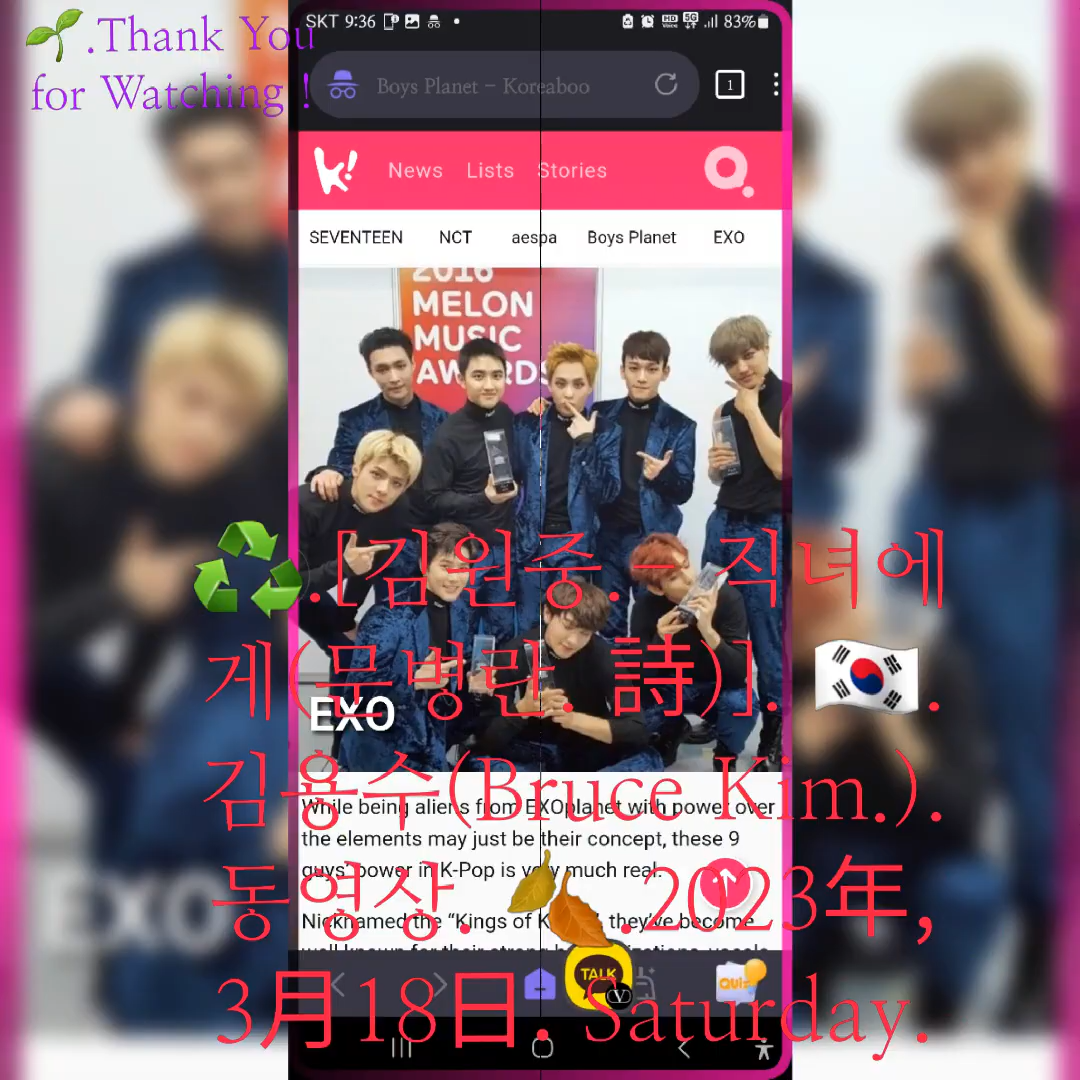 🌱.Thank You
for Watching !
SKT 9:36
83%
Boys Planet - Koreaboo
1
k!
News Lists Stories
SEVENTEEN NCT aespa Boys Planet EXO
2016
MELON
MUSIC
AWARDS
♻️.[김원중. - 직녀에
게(문병란. 詩)]. 🇰🇷.
EXO
김용수(Bruce Kim.).
While being aliens from EXOplanet with power over
the elements may just be their concept, these 9
guys' power in K-Pop is very much real.
동영상. 🍂.2023年,
Nicknamed the “Kings of K , they've become
TALK
QUIZ
3月18日. Saturday.